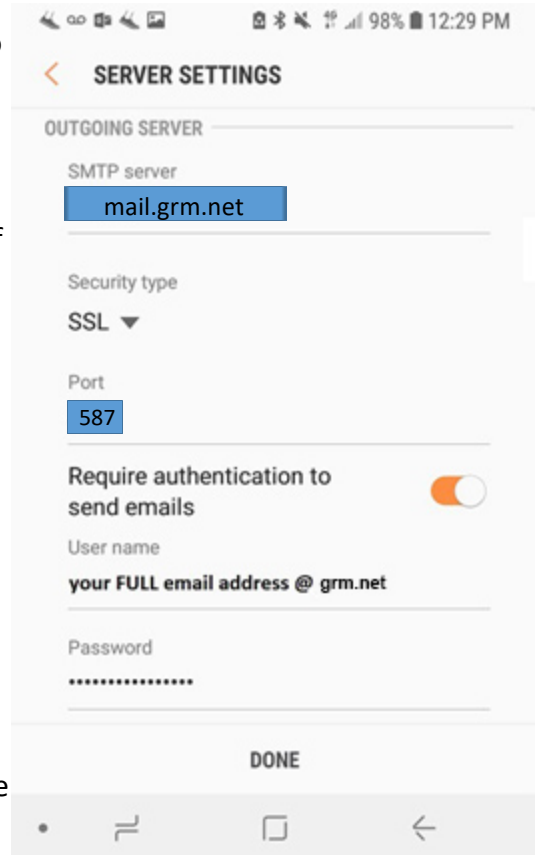 98% 12:29 PM
SERVER SETTINGS
OUTGOING SERVER
SMTP server
mail.grm.net
Security type
SSL
Port
587
Require authentication to
send emails
User name
your FULL email address @ grm.net
Password
••••••••••••••••
DONE